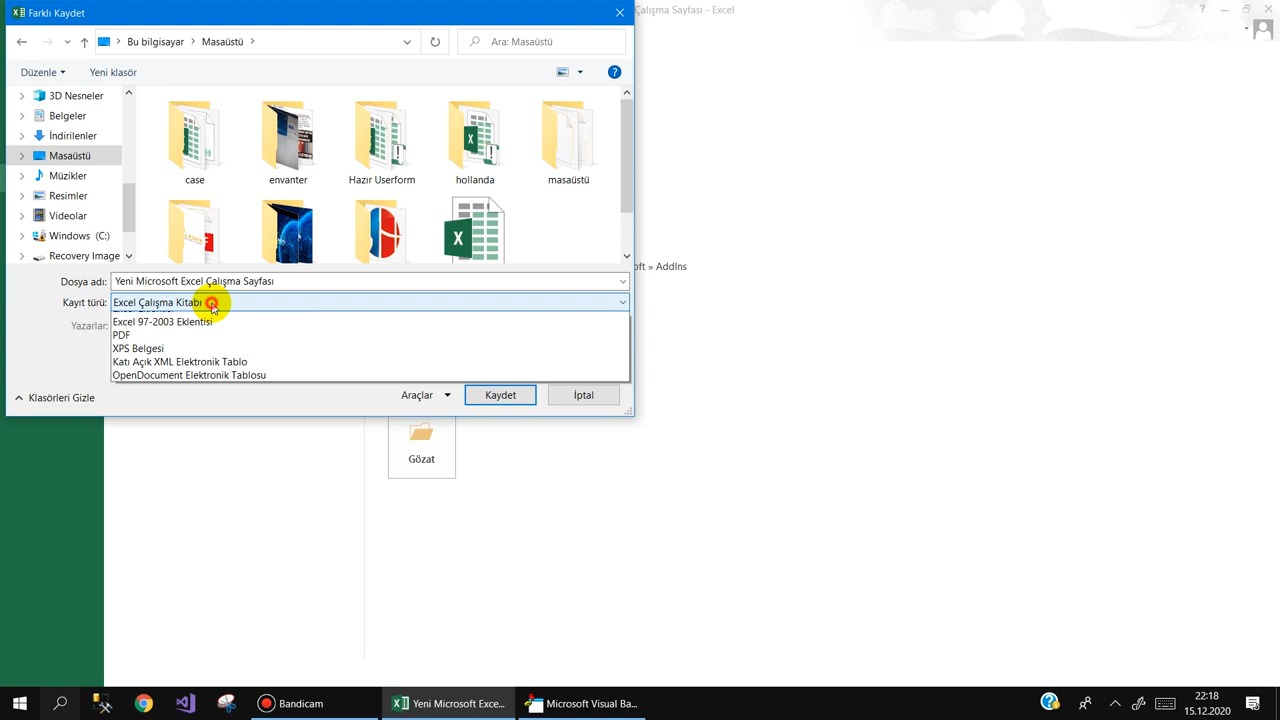 Farklı Kaydet
Çalışma Sayfası - Excel
Bu bilgisayar
Masaüstü
Ara: Masaüstü
Düzenle
Yeni klasör
3D Nesneler
Belgeler
İndirilenler
Masaüstü
Müzikler
Resimler
Videolar
Windows (C:)
Recovery Image
case
envanter
Hazır Userform
hollanda
masaüstü
oft » AddIns
Dosya adı:
Yeni Microsoft Excel Çalışma Sayfası
Kayıt türü:
Excel Çalışma Kitabı
Yazarlar:
Excel 97-2003 Eklentisi
PDF
XPS Belgesi
Katı Açık XML Elektronik Tablo
OpenDocument Elektronik Tablosu
Klasörleri Gizle
Araçlar
Kaydet
İptal
Gözat
Bandicam
Yeni Microsoft Exce...
Microsoft Visual Ba...
22:18
15.12.2020